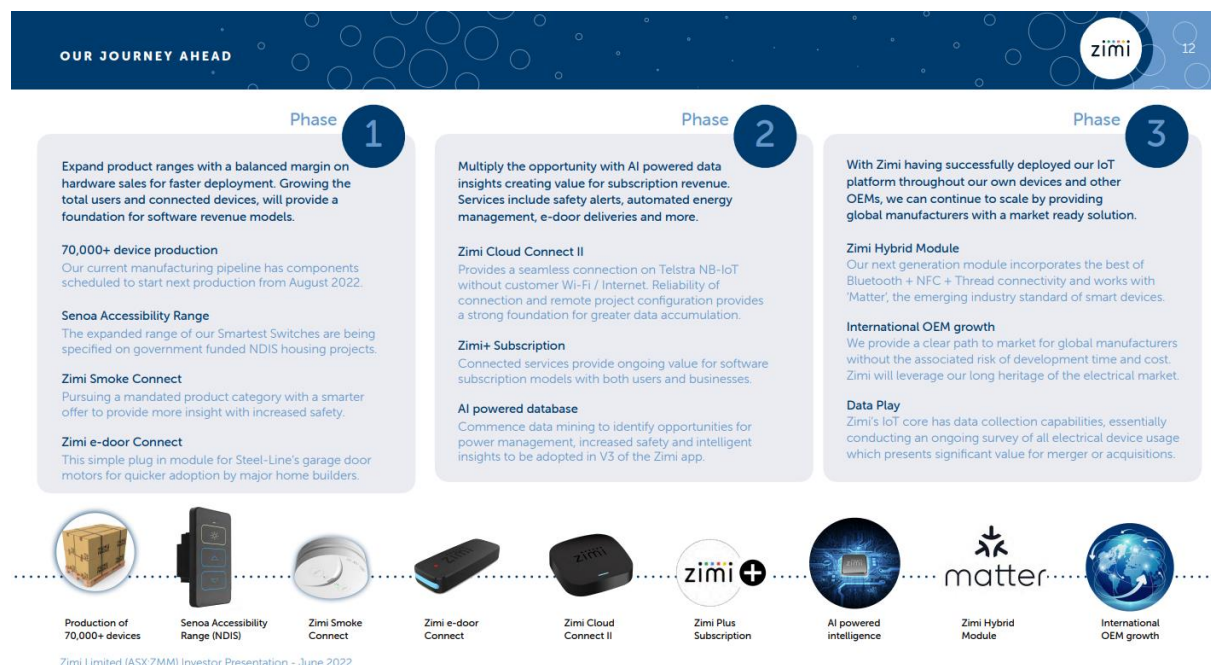 OUR JOURNEY AHEAD
zimi
12
Phase 1
Expand product ranges with a balanced margin on
hardware sales for faster deployment. Growing the
total users and connected devices, will provide a
foundation for software revenue models.
70,000+ device production
Our current manufacturing pipeline has components
scheduled to start next production from August 2022.
Senoa Accessibility Range
The expanded range of our Smartest Switches are being
specified on government funded NDIS housing projects.
Zimi Smoke Connect
Pursuing a mandated product category with a smarter
offer to provide more insight with increased safety.
Zimi e-door Connect
This simple plug in module for Steel-Line's garage door
motors for quicker adoption by major home builders.
Phase 2
Multiply the opportunity with AI powered data
insights creating value for subscription revenue.
Services include safety alerts, automated energy
management, e-door deliveries and more.
Zimi Cloud Connect II
Provides a seamless connection on Telstra NB-IoT
without customer Wi-Fi / Internet. Reliability of
connection and remote project configuration provides
a strong foundation for greater data accumulation.
Zimi+ Subscription
Connected services provide ongoing value for software
subscription models with both users and businesses.
AI powered database
Commence data mining to identify opportunities for
power management, increased safety and intelligent
insights to be adopted in V3 of the Zimi app.
Phase 3
With Zimi having successfully deployed our IoT
platform throughout our own devices and other
OEMs, we can continue to scale by providing
global manufacturers with a market ready solution.
Zimi Hybrid Module
Our next generation module incorporates the best of
Bluetooth + NFC + Thread connectivity and works with
'Matter', the emerging industry standard of smart devices.
International OEM growth
We provide a clear path to market for global manufacturers
without the associated risk of development time and cost.
Zimi will leverage our long heritage of the electrical market.
Data Play
Zimi's IoT core has data collection capabilities, essentially
conducting an ongoing survey of all electrical device usage
which presents significant value for merger or acquisitions.
zimi
zimi
zimi +
zimi
matter
Production of
70,000+ devices
Senoa Accessibility
Range (NDIS)
Zimi Smoke
Connect
Zimi e-door
Connect
Zimi Cloud
Connect II
Zimi Plus
Subscription
AI powered
intelligence
Zimi Hybrid
Module
International
OEM growth
Zimi Limited (ASX:ZMM) Investor Presentation - June 2022